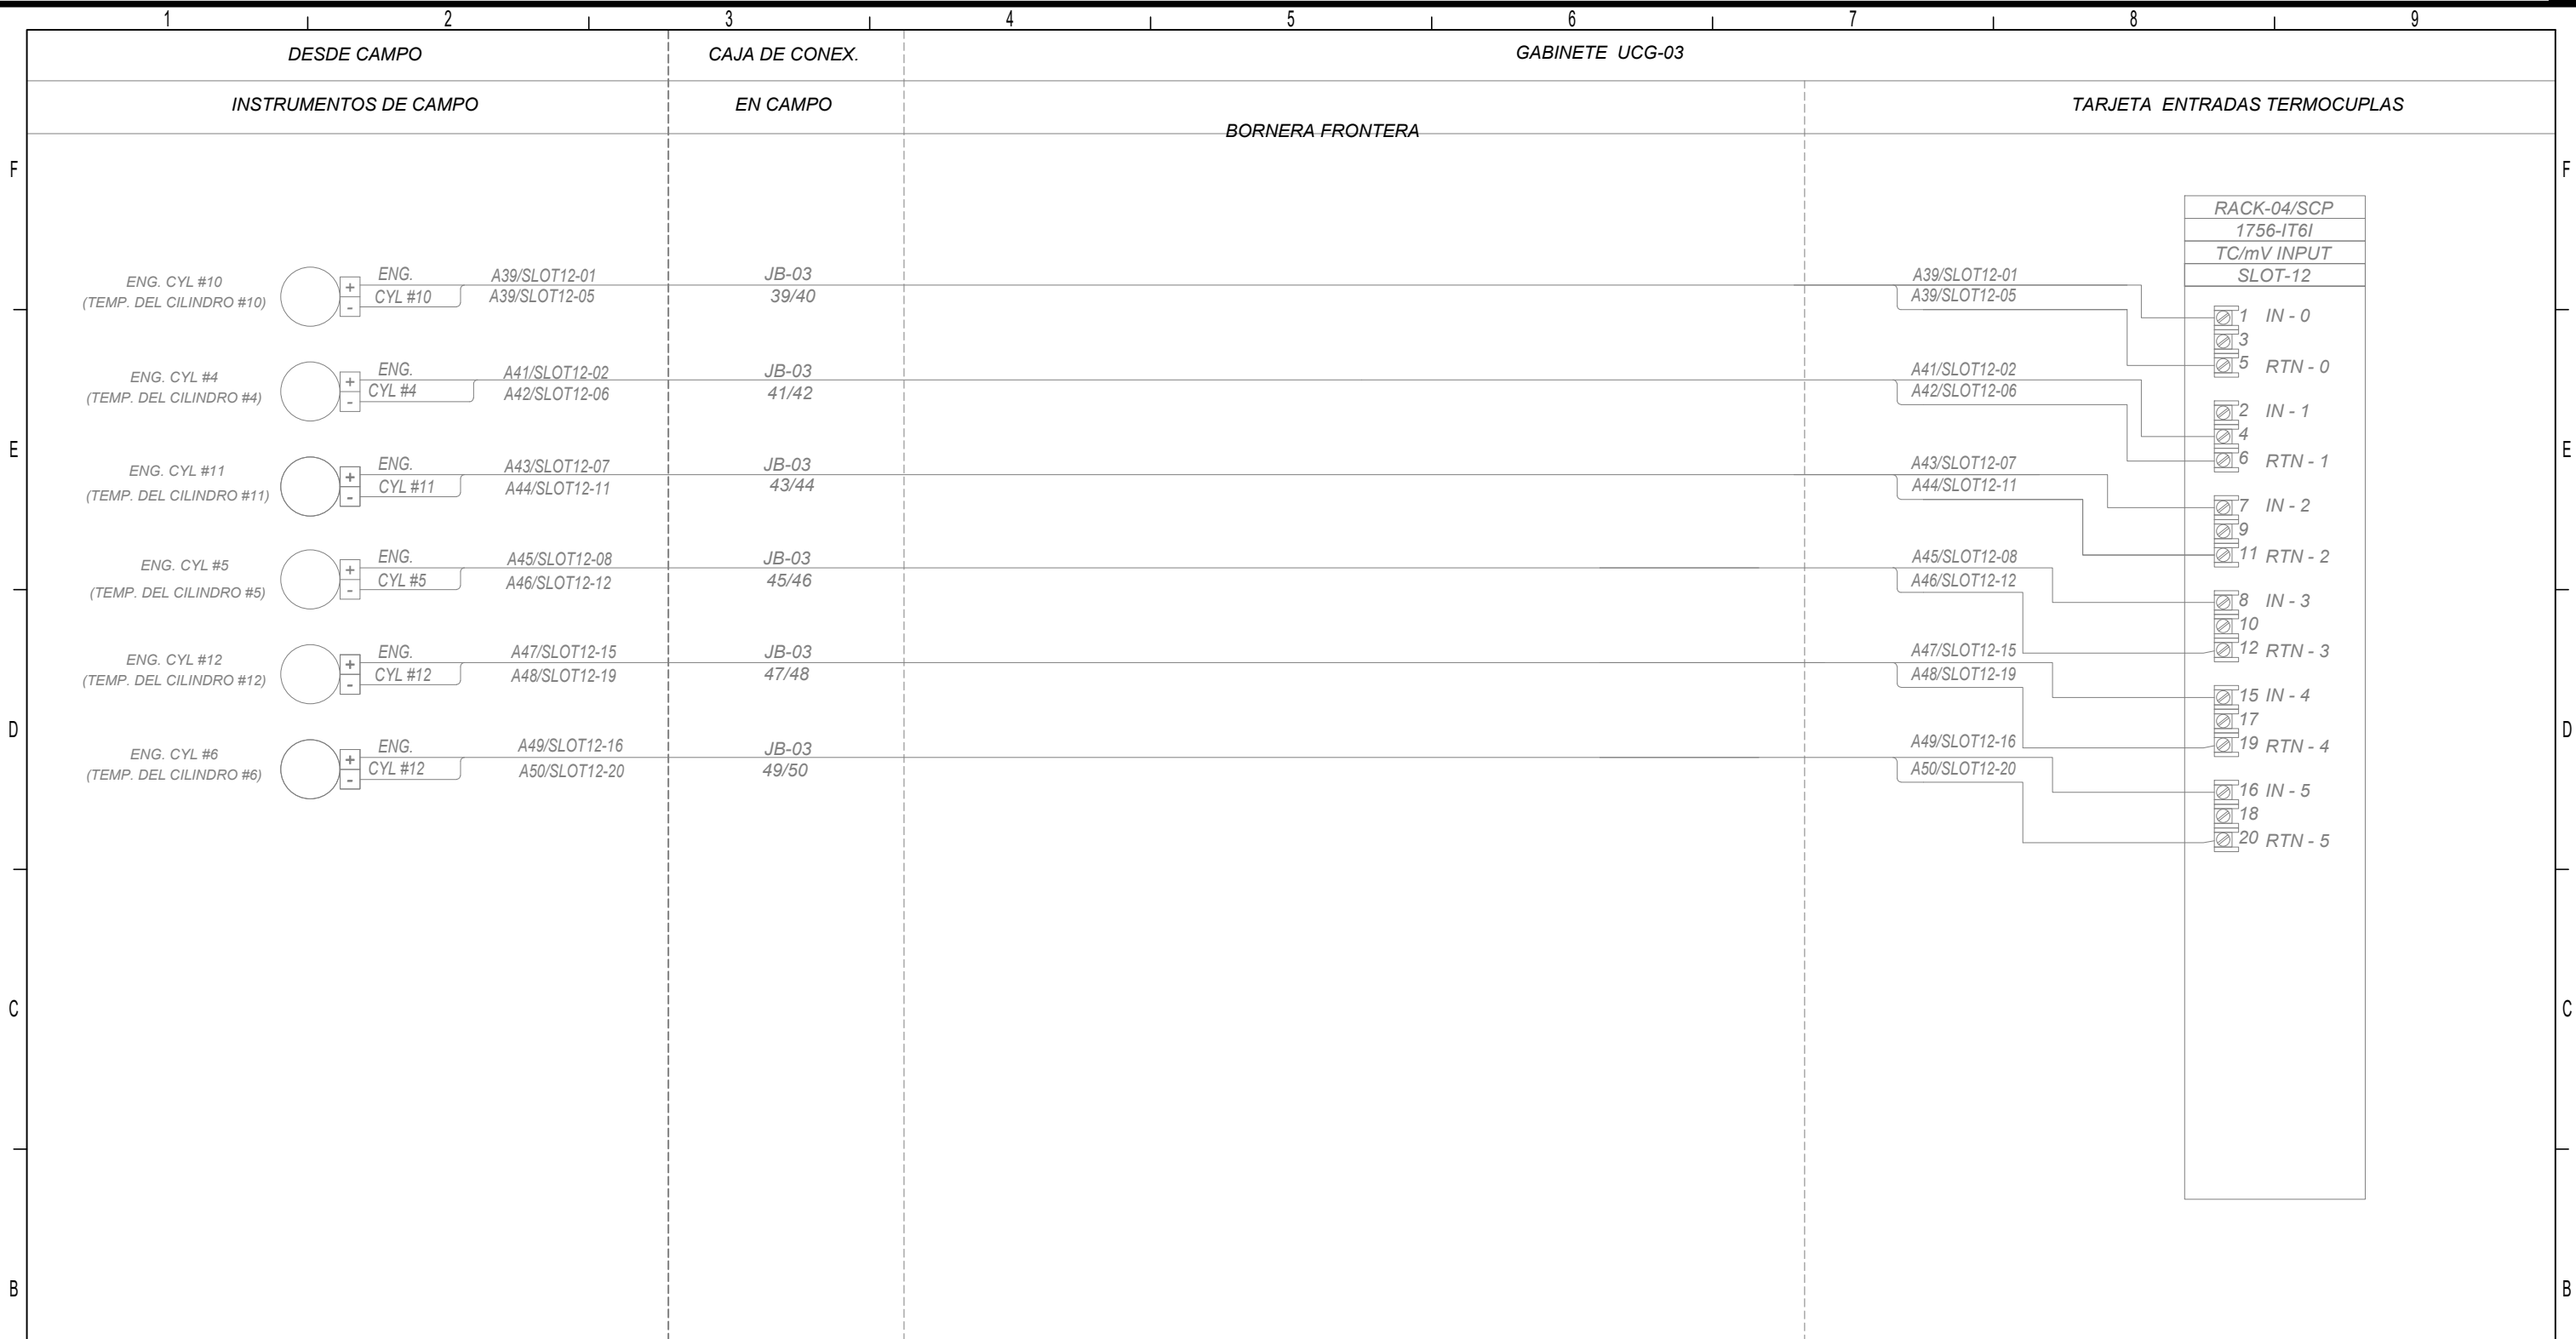 1 2 3 4 5 6 7 8 9
DESDE CAMPO CAJA DE CONEX. GABINETE UCG-03
INSTRUMENTOS DE CAMPO EN CAMPO TARJETA ENTRADAS TERMOCUPLAS
BORNERA FRONTERA
F F
RACK-04/SCP
1756-IT6I
TC/mV INPUT
SLOT-12
ENG. CYL #10
(TEMP. DEL CILINDRO #10)
+
-
ENG.
CYL #10
A39/SLOT12-01
A39/SLOT12-05
JB-03
39/40
A39/SLOT12-01
A39/SLOT12-05
1 IN - 0
3
5 RTN - 0
ENG. CYL #4
(TEMP. DEL CILINDRO #4)
+
-
ENG.
CYL #4
A41/SLOT12-02
A42/SLOT12-06
JB-03
41/42
A41/SLOT12-02
A42/SLOT12-06
2 IN - 1
4
6 RTN - 1
E E
ENG. CYL #11
(TEMP. DEL CILINDRO #11)
+
-
ENG.
CYL #11
A43/SLOT12-07
A44/SLOT12-11
JB-03
43/44
A43/SLOT12-07
A44/SLOT12-11
7 IN - 2
9
11 RTN - 2
ENG. CYL #5
(TEMP. DEL CILINDRO #5)
+
-
ENG.
CYL #5
A45/SLOT12-08
A46/SLOT12-12
JB-03
45/46
A45/SLOT12-08
A46/SLOT12-12
8 IN - 3
10
12 RTN - 3
ENG. CYL #12
(TEMP. DEL CILINDRO #12)
+
-
ENG.
CYL #12
A47/SLOT12-15
A48/SLOT12-19
JB-03
47/48
A47/SLOT12-15
A48/SLOT12-19
15 IN - 4
17
19 RTN - 4
D D
ENG. CYL #6
(TEMP. DEL CILINDRO #6)
+
-
ENG.
CYL #12
A49/SLOT12-16
A50/SLOT12-20
JB-03
49/50
A49/SLOT12-16
A50/SLOT12-20
16 IN - 5
18
20 RTN - 5
C C
B B